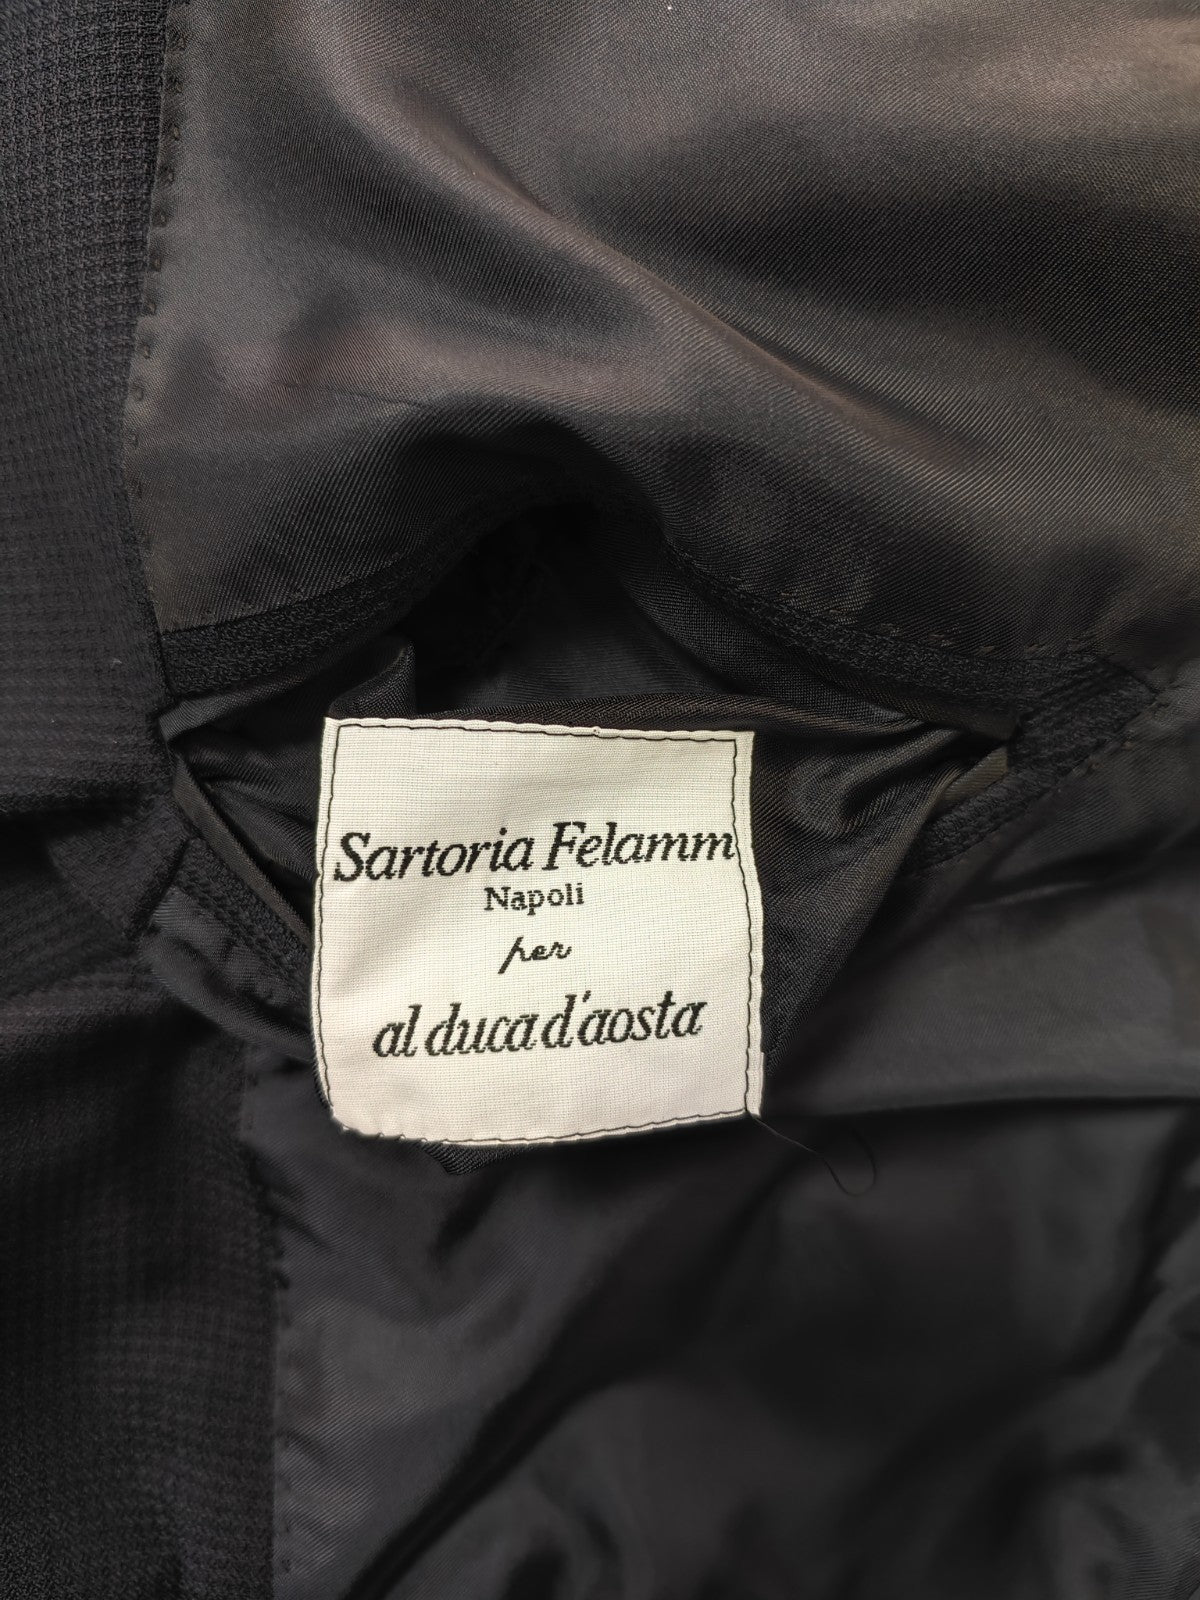 Sartoria Felamm
Napoli
per
al duca d'aosta